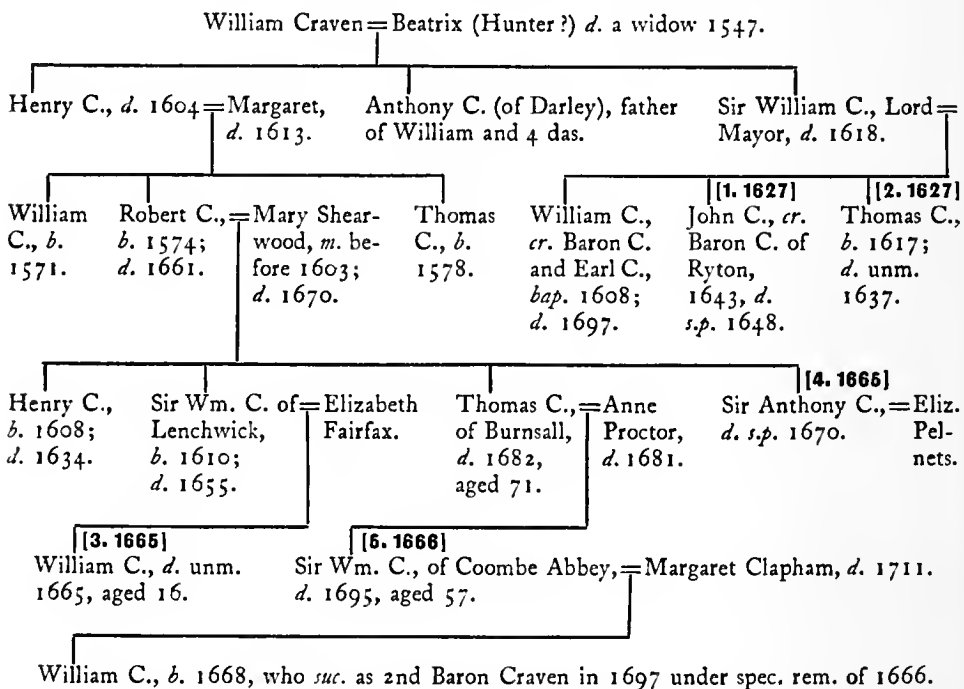 William Craven=Beatrix (Hunter?) d. a widow 1547.
Henry C., d. 1604=Margaret,
d. 1613.
Anthony C. (of Darley), father
of William and 4 das.
Sir William C., Lord=
Mayor, d. 1618.
William
C., b.
1571.
Robert C.,=
b. 1574;
d. 1661.
Mary Shear-
wood, m. be-
fore 1603;
d. 1670.
Thomas
C., b.
1578.
William C.,
cr. Baron C.
and Earl C.,
bap. 1608;
d. 1697.
[1. 1627]
John C., cr.
Baron C. of
Ryton,
1643, d.
s.p. 1648.
[2. 1627]
Thomas C.,
b. 1617;
d. unm.
1637.
Henry C.,
b. 1608;
d. 1634.
Sir Wm. C. of=
Lenchwick,
b. 1610;
d. 1655.
Elizabeth
Fairfax.
Thomas C.,=
of Burnsall,
d. 1682,
aged 71.
Anne
Proctor,
d. 1681.
[4. 1665]
Sir Anthony C.,=
d. s.p. 1670.
Eliz.
Pel-
nets.
[3. 1665]
William C., d. unm.
1665, aged 16.
[5. 1666]
Sir Wm. C., of Coombe Abbey,=Margaret Clapham, d. 1711.
d. 1695, aged 57.
William C., b. 1668, who suc. as 2nd Baron Craven in 1697 under spec. rem. of 1666.